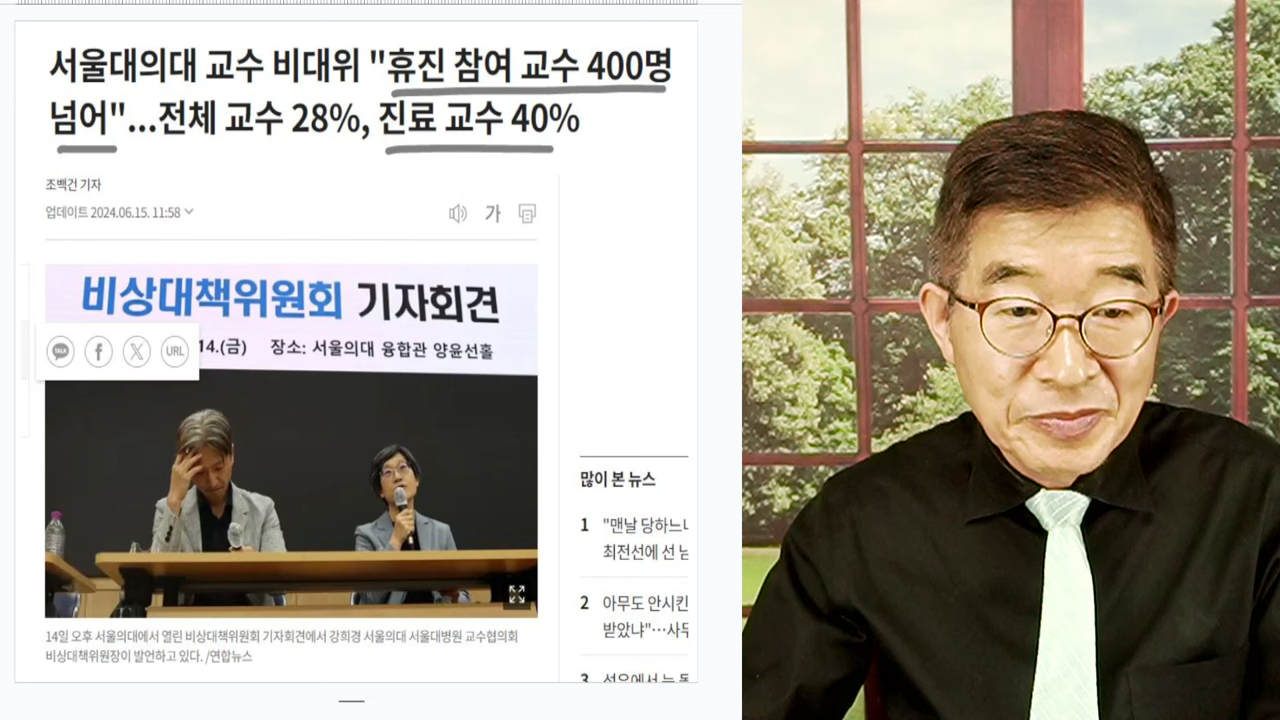 서울대의대 교수 비대위 "휴진 참여 교수 400명
넘어"...전체 교수 28%, 진료 교수 40%
조백건 기자
업데이트 2024.06.15. 11:58
가
비상대책위원회 기자회견
14.(금) 장소: 서울의대 융합관 양윤선홀
TALK
URL
14일 오후 서울의대에서 열린 비상대책위원회 기자회견에서 강희경 서울의대 서울대병원 교수협의회
비상대책위원장이 발언하고 있다. /연합뉴스
많이 본 뉴스
1 "맨날 당하느
최전선에 선 남
2 아무도 안시킨
받았냐"…사무
3